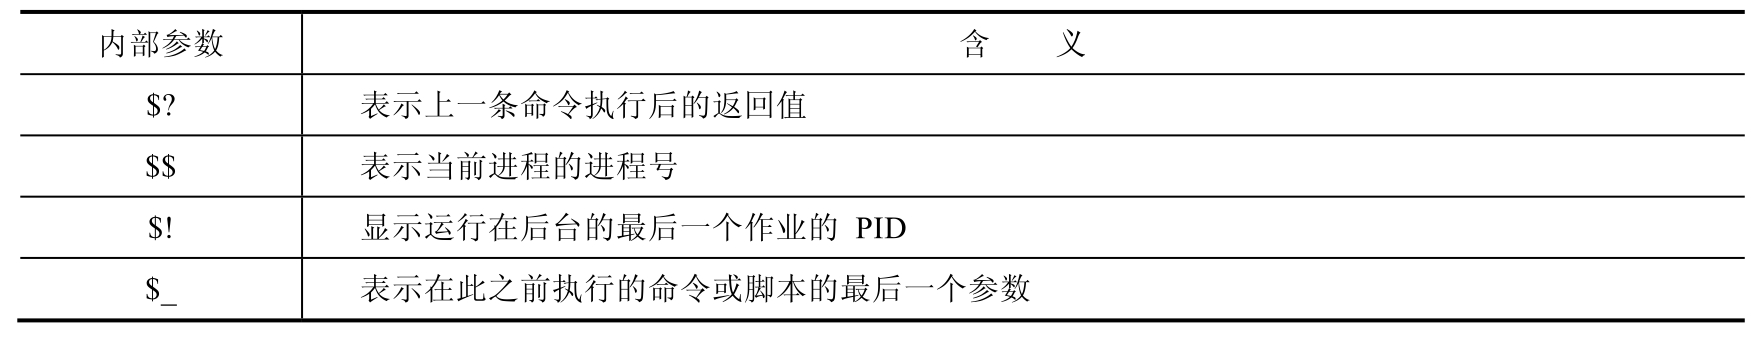 内部参数 含 义
$? 表示上一条命令执行后的返回值
$$ 表示当前进程的进程号
$! 显示运行在后台的最后一个作业的 PID
$_ 表示在此之前执行的命令或脚本的最后一个参数